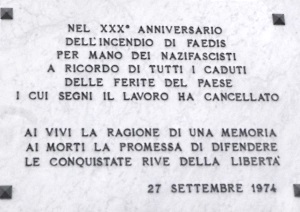 NEL XXX° ANNIVERSARIO
DELL'INCENDIO DI FAEDIS
PER MANO DEI NAZIFASCISTI
A RICORDO DI TUTTI I CADUTI
DELLE FERITE DEL PAESE
I CUI SEGNI IL LAVORO HA CANCELLATO
AI VIVI LA RAGIONE DI UNA MEMORIA
AI MORTI LA PROMESSA DI DIFENDERE
LE CONQUISTATE RIVE DELLA LIBERTÀ
27 SETTEMBRE 1974